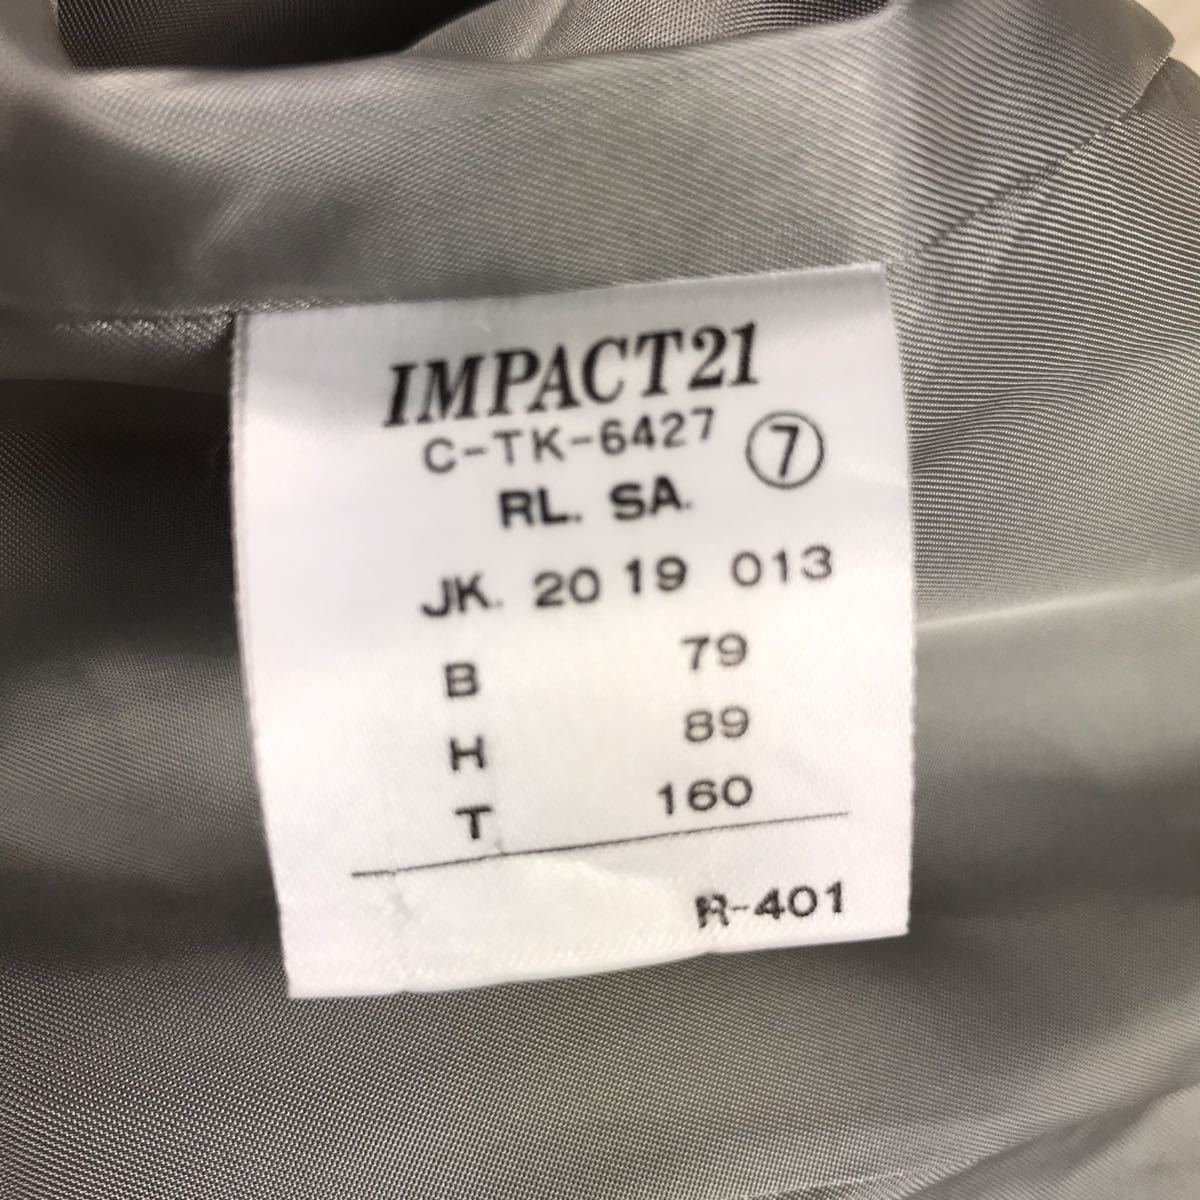 IMPACT21
C-TK-6427 ⑦
RL. SA.
JK. 20 19 013
B 79
H 89
T 160
R-401